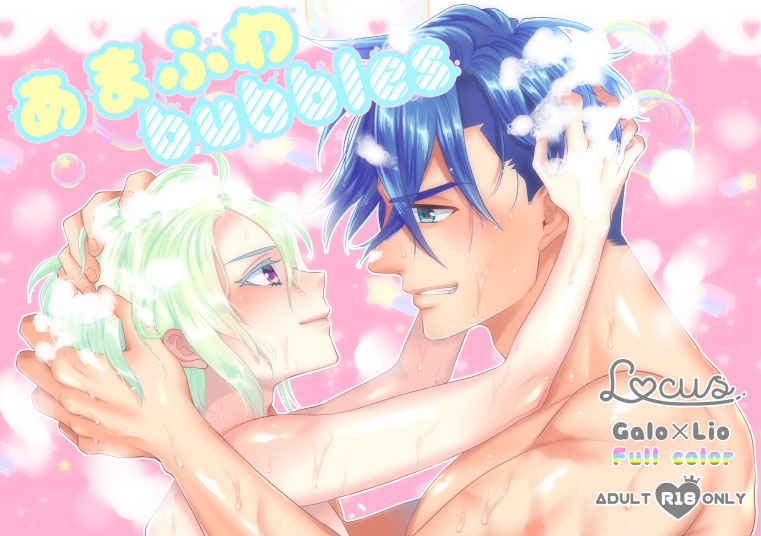 あまふわ
bubbles
Locus
Galo×Lio
Full color
ADULT R18 ONLY